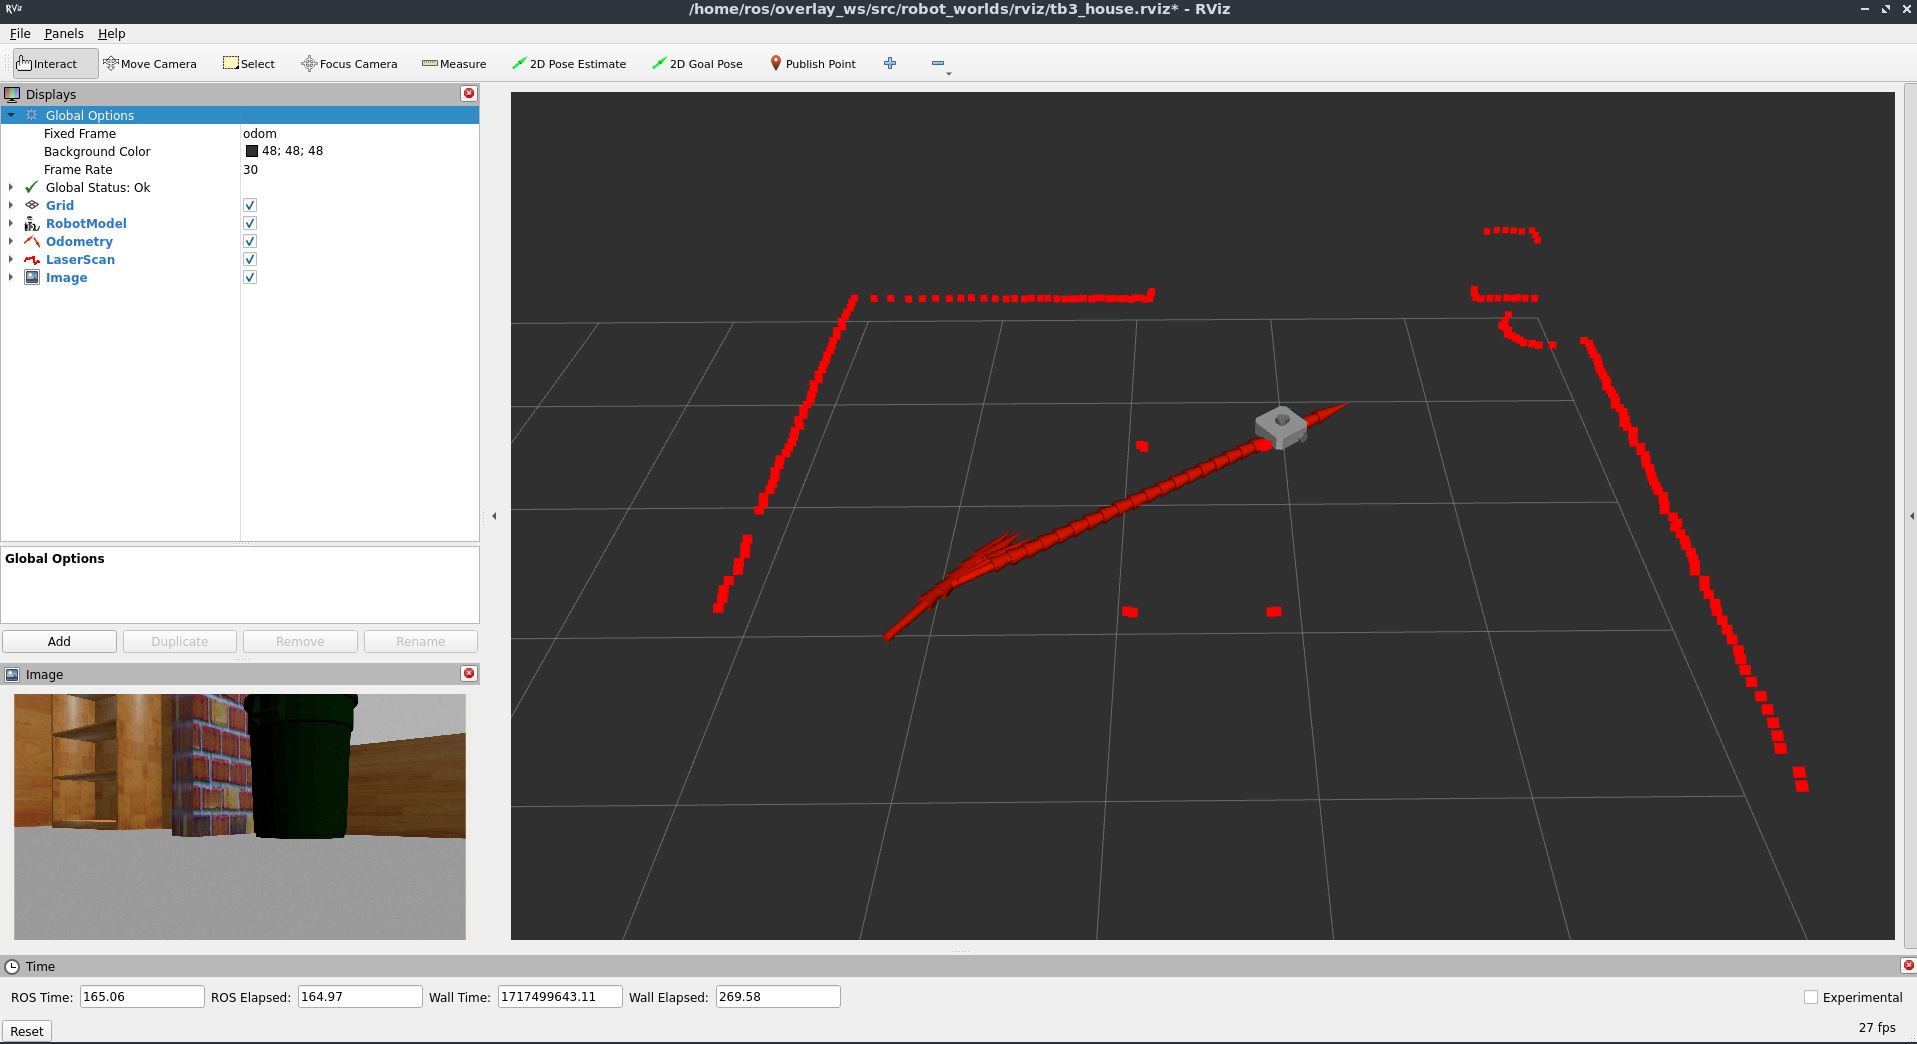 RViz
/home/ros/overlay_ws/src/robot_worlds/rviz/tb3_house.rviz* - RViz
File Panels Help
Interact Move Camera Select Focus Camera Measure 2D Pose Estimate 2D Goal Pose Publish Point
Displays
Global Options
Fixed Frame odom
Background Color 48; 48; 48
Frame Rate 30
Global Status: Ok
Grid
RobotModel
Odometry
LaserScan
Image
Global Options
Add Duplicate Remove Rename
Image
Time
ROS Time: 165.06 ROS Elapsed: 164.97 Wall Time: 1717499643.11 Wall Elapsed: 269.58 Experimental
Reset 27 fps